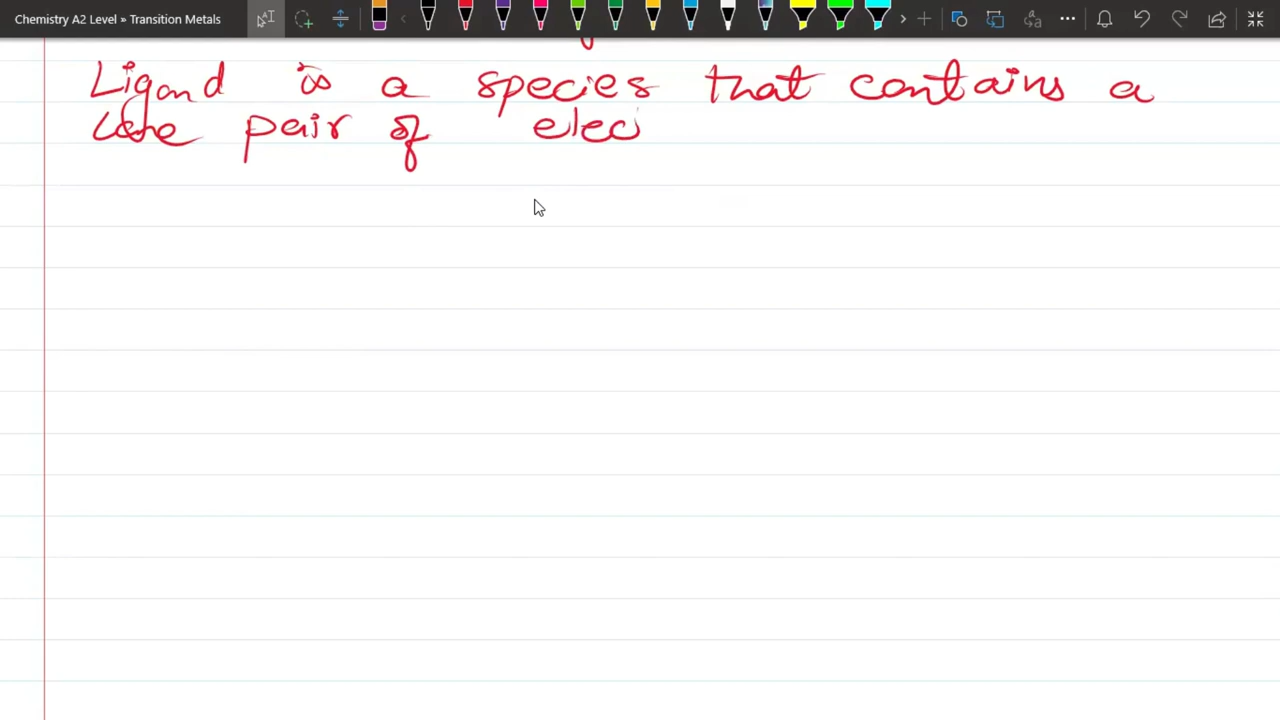 Chemistry A2 Level » Transition Metals
Ligand is a species that contains a
lone pair of elec